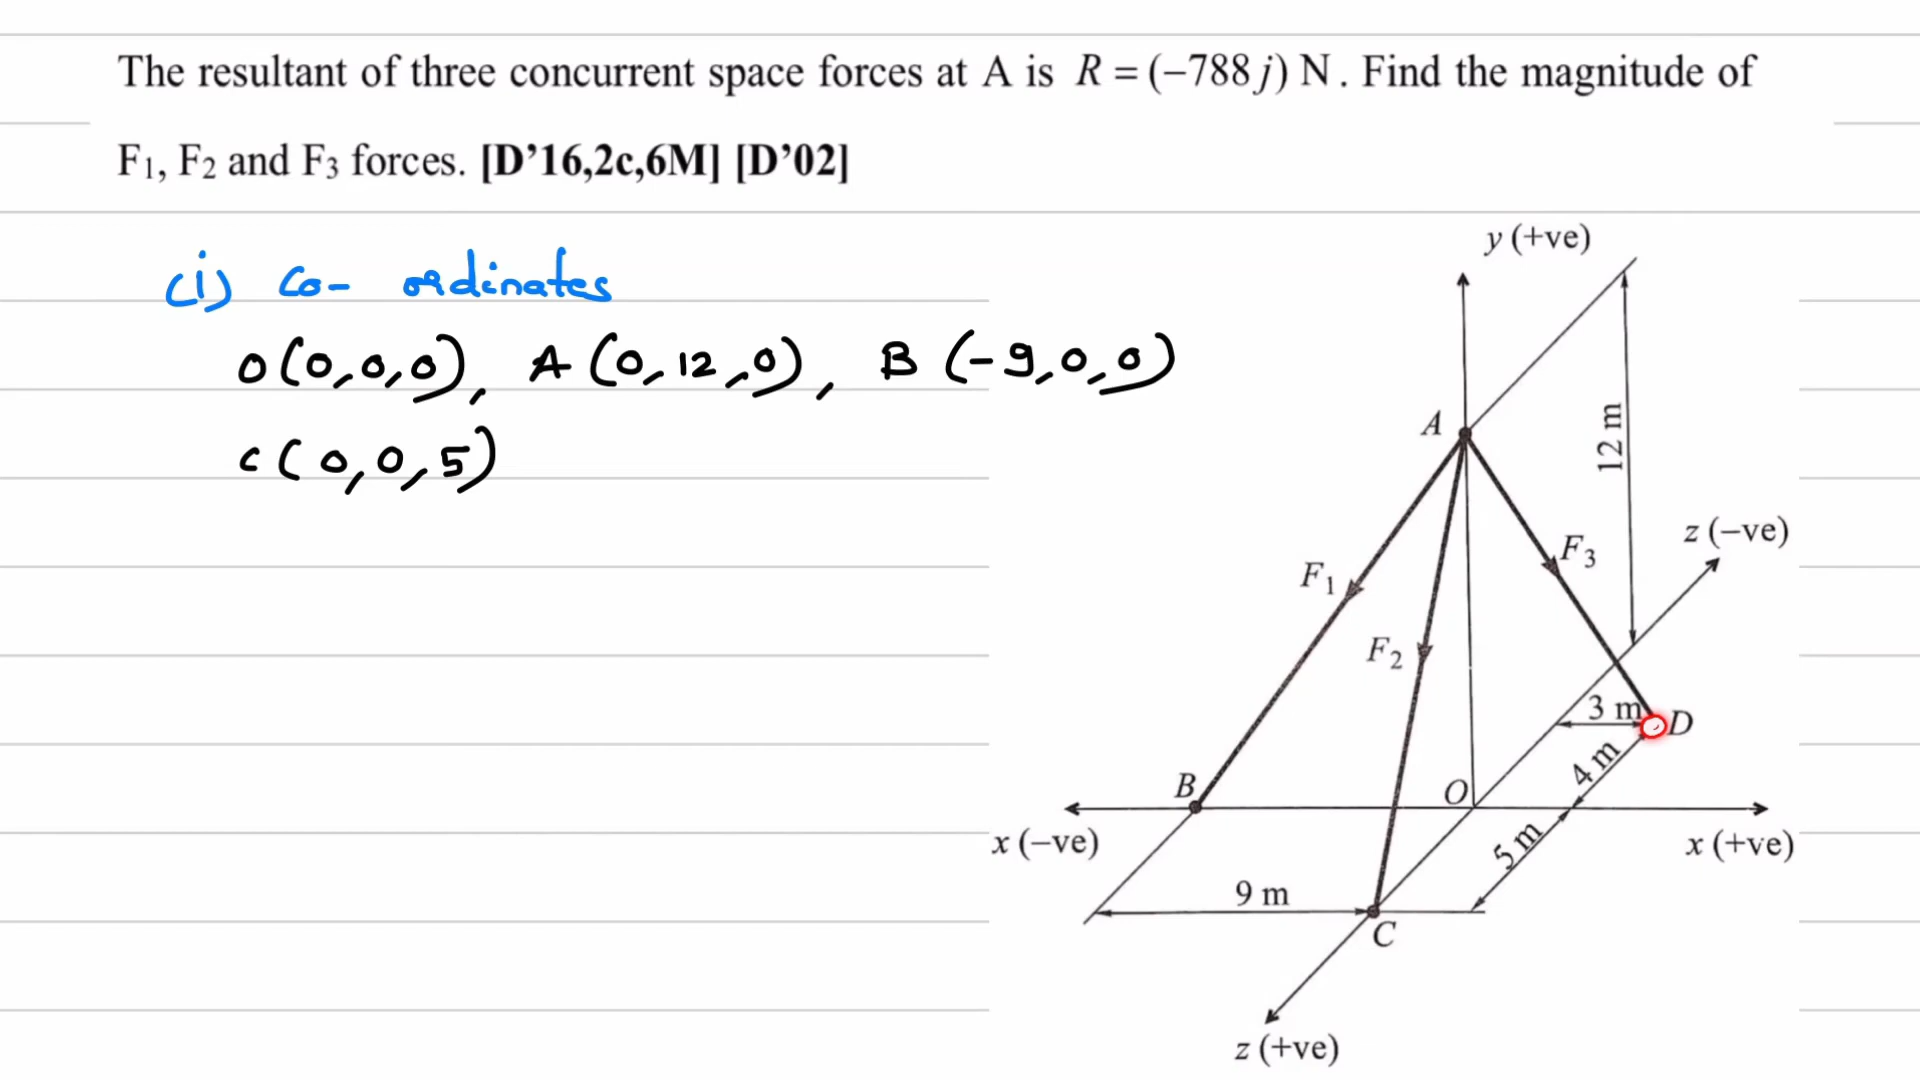 The resultant of three concurrent space forces at A is R = (−788 j) N. Find the magnitude of
F₁, F₂ and F₃ forces. [D’16,2c,6M] [D’02]
(i) Co-ordinates
O(0,0,0), A(0,12,0), B(-9,0,0)
C(0,0,5)
y (+ve)
A
12 m
z (−ve)
F₃
F₁
F₂
3 m
D
4 m
B
O
x (−ve)
5 m
x (+ve)
9 m
C
z (+ve)